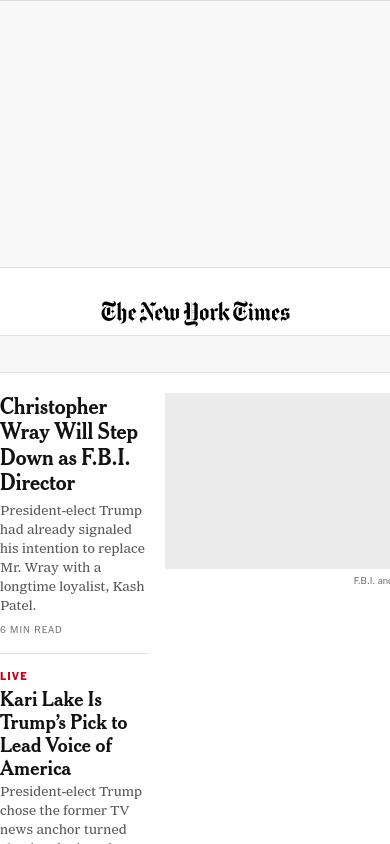 The New York Times
Christopher
Wray Will Step
Down as F.B.I.
Director
President-elect Trump
had already signaled
his intention to replace
Mr. Wray with a
longtime loyalist, Kash
Patel.
6 MIN READ
F.B.I. and
LIVE
Kari Lake Is
Trump’s Pick to
Lead Voice of
America
President-elect Trump
chose the former TV
news anchor turned